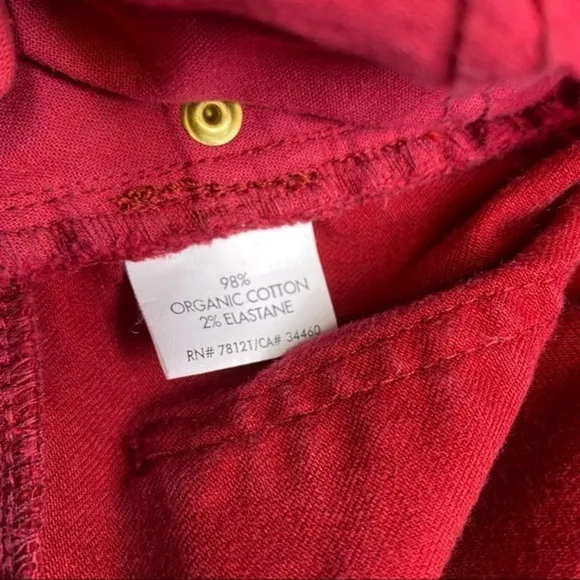 98%
ORGANIC COTTON
2% ELASTANE
RN# 78121/CA# 34460